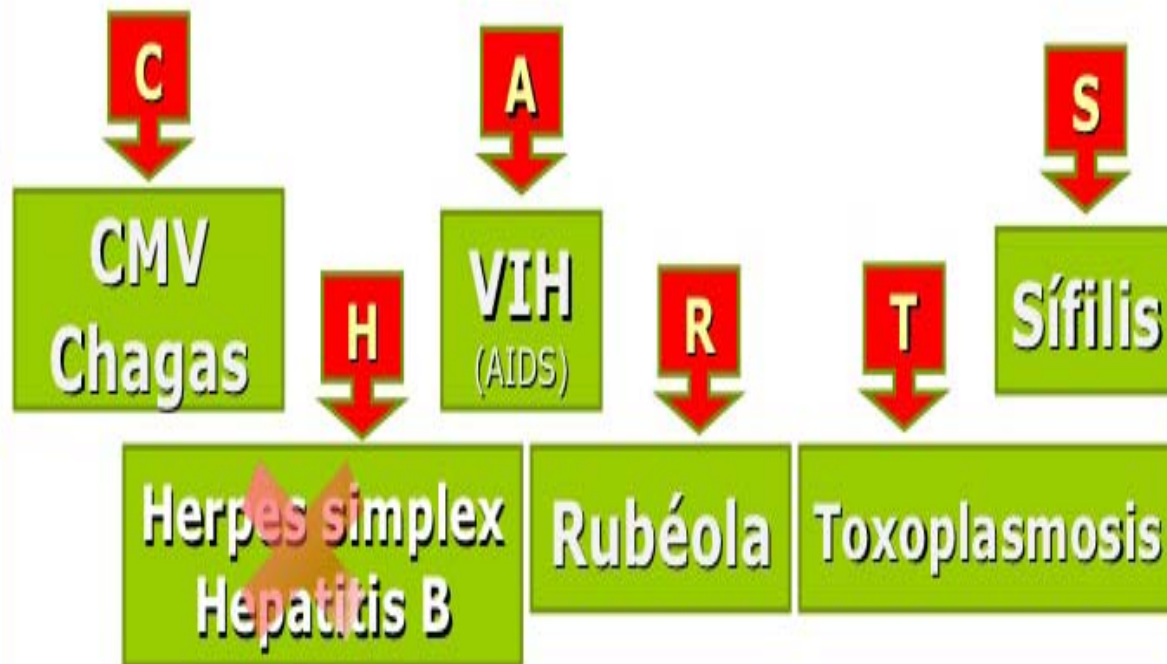 C
CMV
Chagas
H
Herpes simplex
Hepatitis B
A
VIH
(AIDS)
R
Rubéola
T
Toxoplasmosis
S
Sífilis